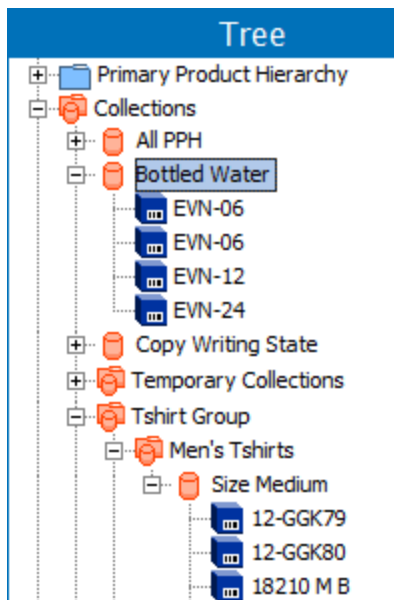 Tree
Primary Product Hierarchy
Collections
All PPH
Bottled Water
EVN-06
EVN-06
EVN-12
EVN-24
Copy Writing State
Temporary Collections
Tshirt Group
Men's Tshirts
Size Medium
12-GGK79
12-GGK80
18210 M B